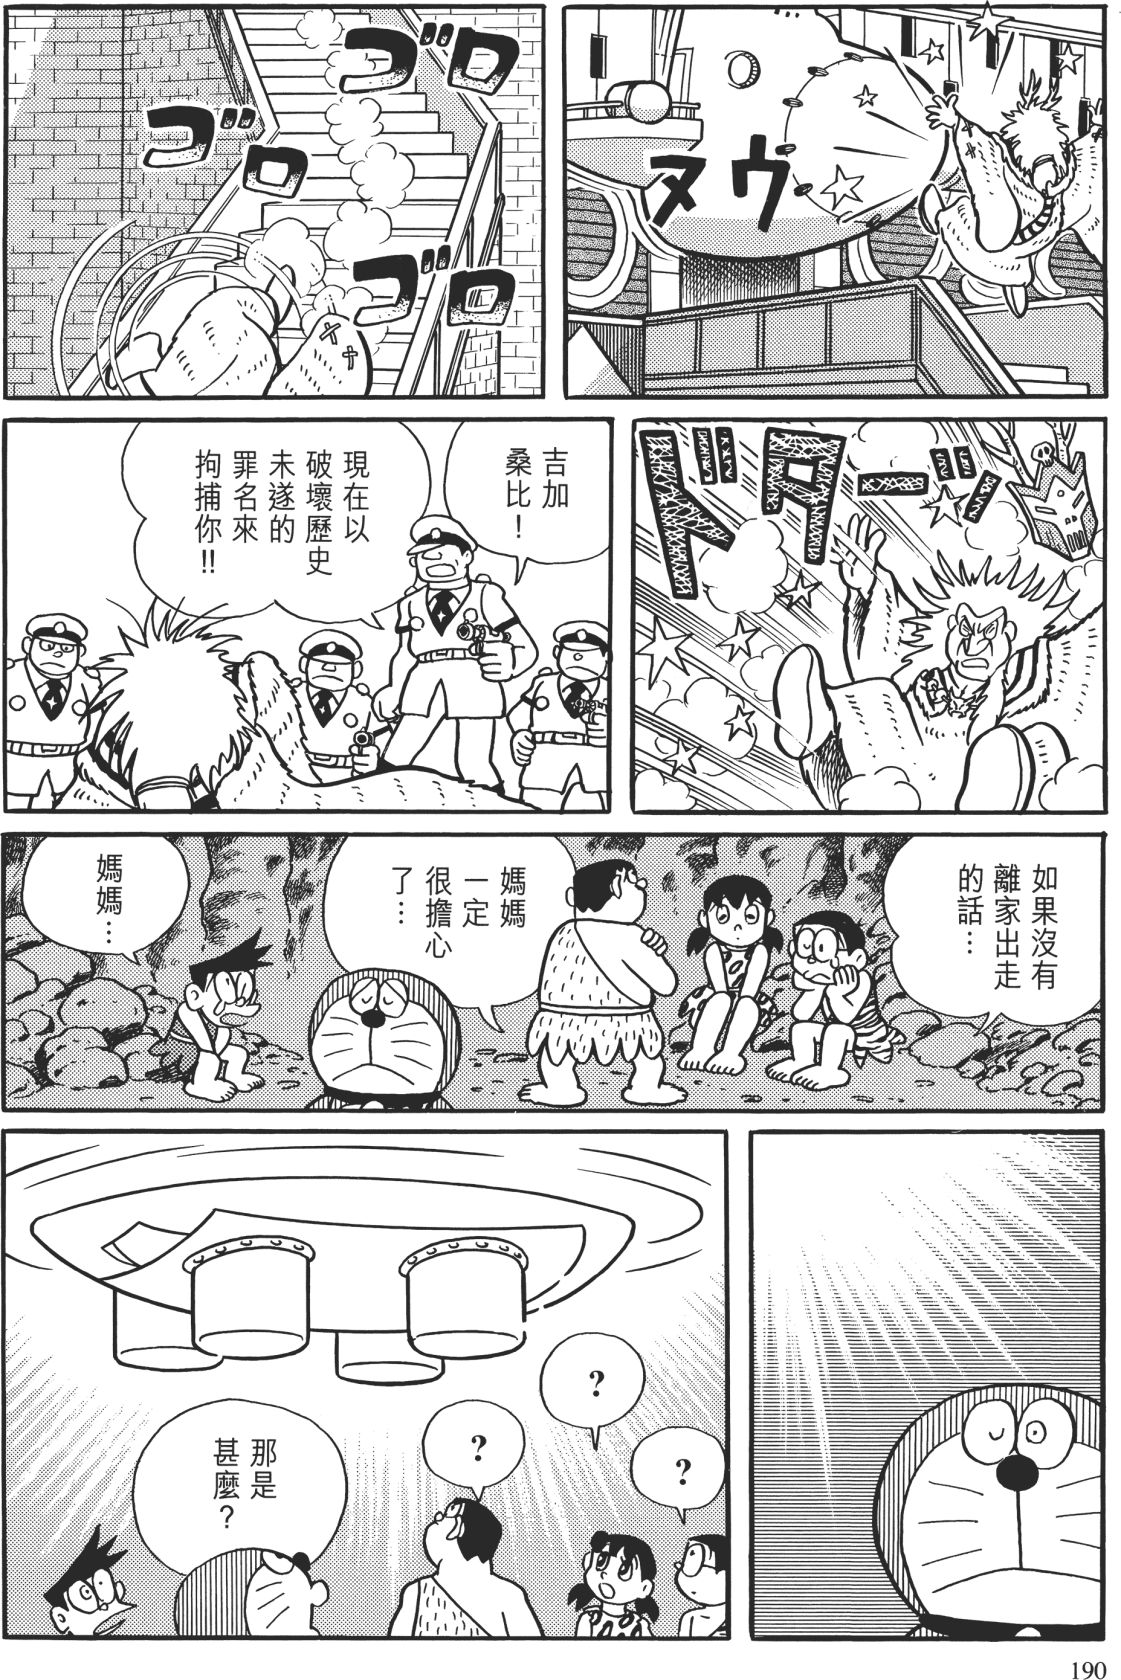 ヌウ
ゴロ
ゴロ
ゴロ
ドターン
吉加
桑比！
現在以
破壞歷史
未遂的
罪名來
拘捕你!!
如果沒有
離家出走
的話…
媽媽
一定
很擔心
了…
媽媽…
?
?
?
那是
甚麼?
190